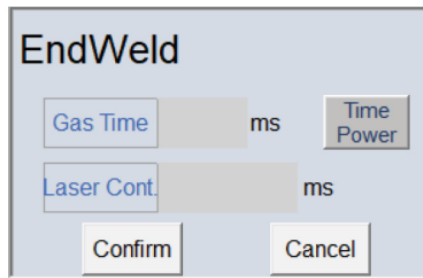 EndWeld
Gas Time ms
Time
Power
Laser Cont. ms
Confirm Cancel